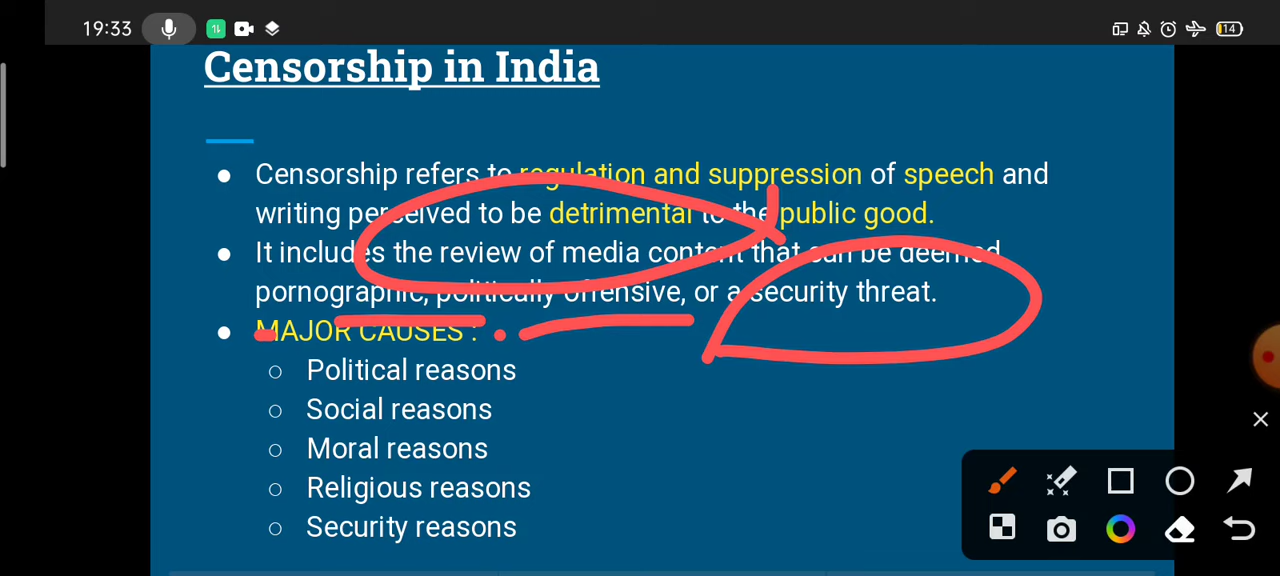 19:33
14
Censorship in India
Censorship refers to regulation and suppression of speech and
writing perceived to be detrimental to the public good.
It includes the review of media content that can be deemed
pornographic, politically offensive, or a security threat.
MAJOR CAUSES :
Political reasons
Social reasons
Moral reasons
Religious reasons
Security reasons